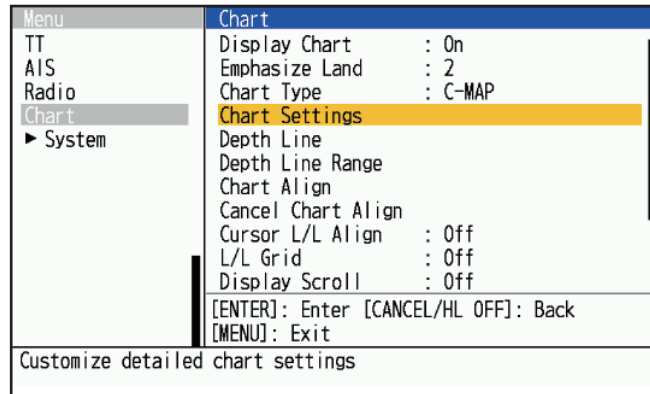 Menu
TT
AIS
Radio
Chart
► System
Chart
Display Chart : On
Emphasize Land : 2
Chart Type : C-MAP
Chart Settings
Depth Line
Depth Line Range
Chart Align
Cancel Chart Align
Cursor L/L Align : Off
L/L Grid : Off
Display Scroll : Off
[ENTER]: Enter [CANCEL/HL OFF]: Back
[MENU]: Exit
Customize detailed chart settings